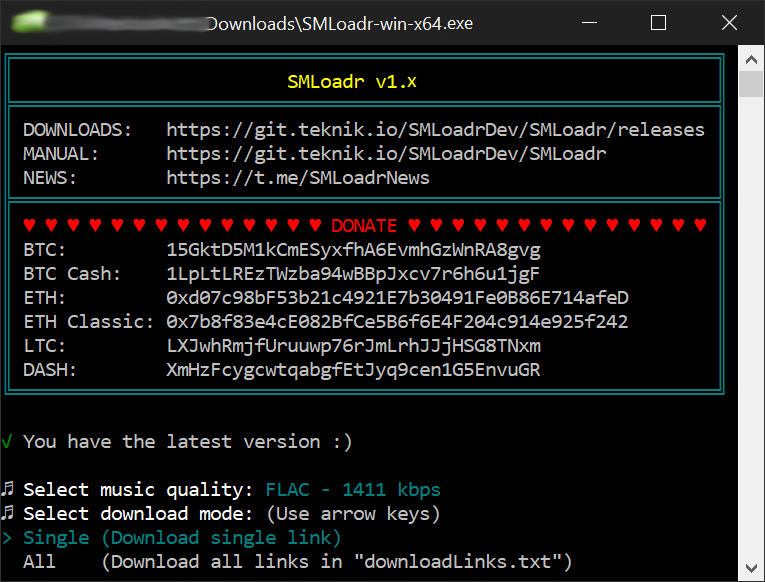 Downloads\SMLoadr-win-x64.exe
SMLoadr v1.x
DOWNLOADS: https://git.teknik.io/SMLoadrDev/SMLoadr/releases
MANUAL: https://git.teknik.io/SMLoadrDev/SMLoadr
NEWS: https://t.me/SMLoadrNews
♥ ♥ ♥ ♥ ♥ ♥ ♥ ♥ ♥ ♥ ♥ ♥ ♥ ♥ DONATE ♥ ♥ ♥ ♥ ♥ ♥ ♥ ♥ ♥ ♥ ♥ ♥ ♥ ♥
BTC: 15GktD5M1kCmESyxfhA6EvmhGzWnRA8gvg
BTC Cash: 1LpLtLREzTWzba94wBBpJxcv7r6h6u1jgF
ETH: 0xd07c98bF53b21c4921E7b30491Fe0B86E714afeD
ETH Classic: 0x7b8f83e4cE082BfCe5B6f6E4F204c914e925f242
LTC: LXJwhRmjfUruuwp76rJmLrhJJjHSG8TNxm
DASH: XmHzFcygcwtqabgfEtJyq9cen1G5EnvuGR
√ You have the latest version :)
♫ Select music quality: FLAC - 1411 kbps
♫ Select download mode: (Use arrow keys)
> Single (Download single link)
All (Download all links in "downloadLinks.txt")